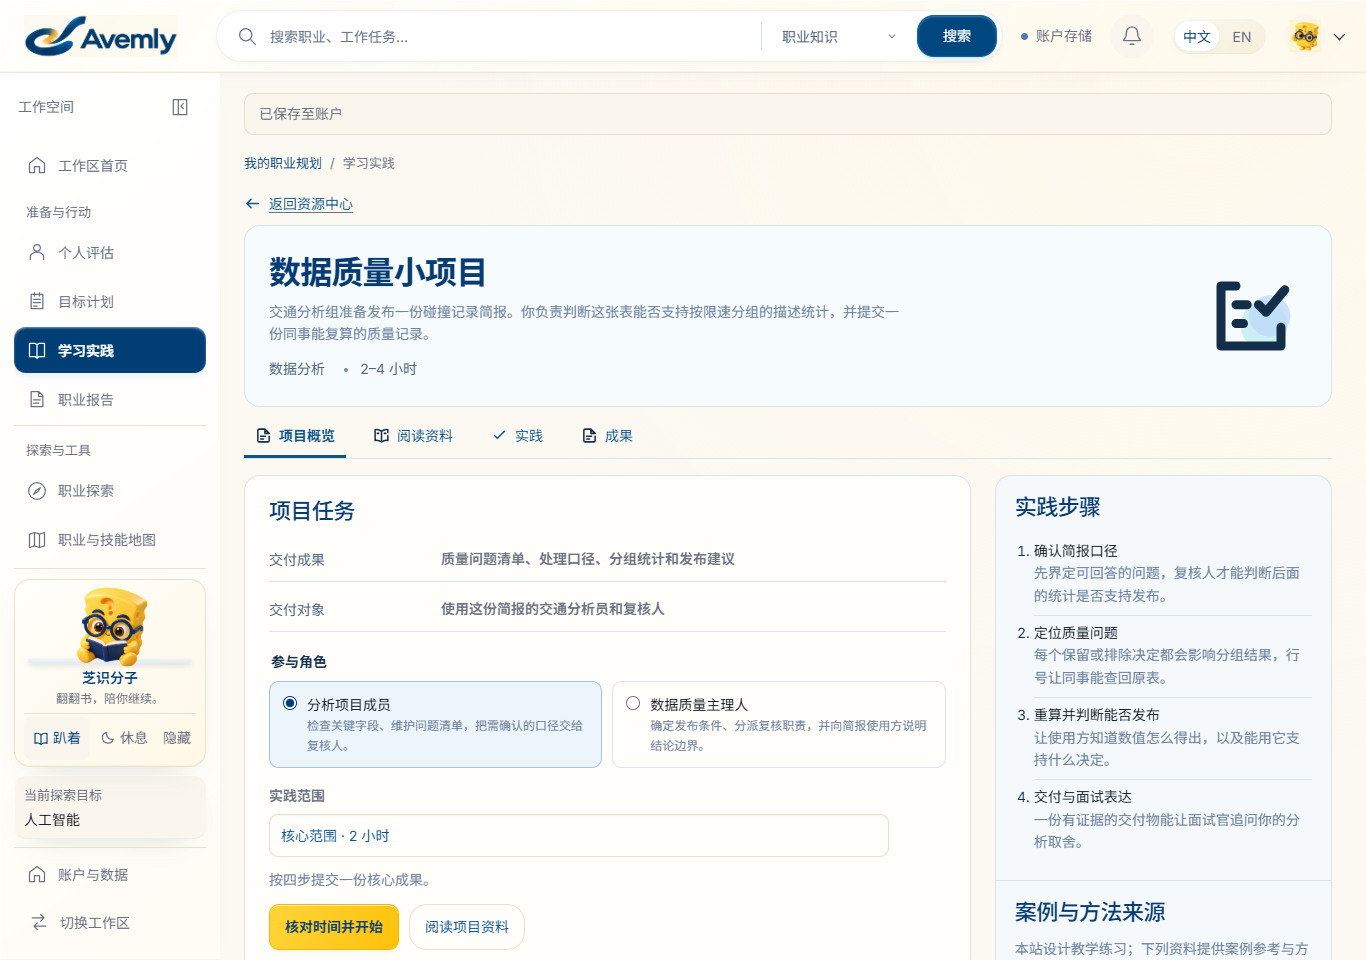 Avemly
搜索职业、工作任务...
职业知识
搜索
账户存储
中文
EN
工作空间
工作区首页
准备与行动
个人评估
目标计划
学习实践
职业报告
探索与工具
职业探索
职业与技能地图
芝识分子
翻翻书，陪你继续。
趴着
休息
隐藏
当前探索目标
人工智能
账户与数据
切换工作区
已保存至账户
我的职业规划 / 学习实践
返回资源中心
数据质量小项目
交通分析组准备发布一份碰撞记录简报。你负责判断这张表能否支持按限速分组的描述统计，并提交一
份同事能复算的质量记录。
数据分析 • 2–4 小时
项目概览
阅读资料
实践
成果
项目任务
交付成果
质量问题清单、处理口径、分组统计和发布建议
交付对象
使用这份简报的交通分析员和复核人
参与角色
分析项目成员
检查关键字段、维护问题清单，把需确认的口径交给
复核人。
数据质量主理人
确定发布条件、分派复核职责，并向简报使用方说明
结论边界。
实践范围
核心范围 · 2 小时
按四步提交一份核心成果。
核对时间并开始
阅读项目资料
实践步骤
1. 确认简报口径
先界定可回答的问题，复核人才能判断后面
的统计是否支持发布。
2. 定位质量问题
每个保留或排除决定都会影响分组结果，行
号让同事能查回原表。
3. 重算并判断能否发布
让使用方知道数值怎么得出，以及能用它支
持什么决定。
4. 交付与面试表达
一份有证据的交付物能让面试官追问你的分
析取舍。
案例与方法来源
本站设计教学练习；下列资料提供案例参考与方